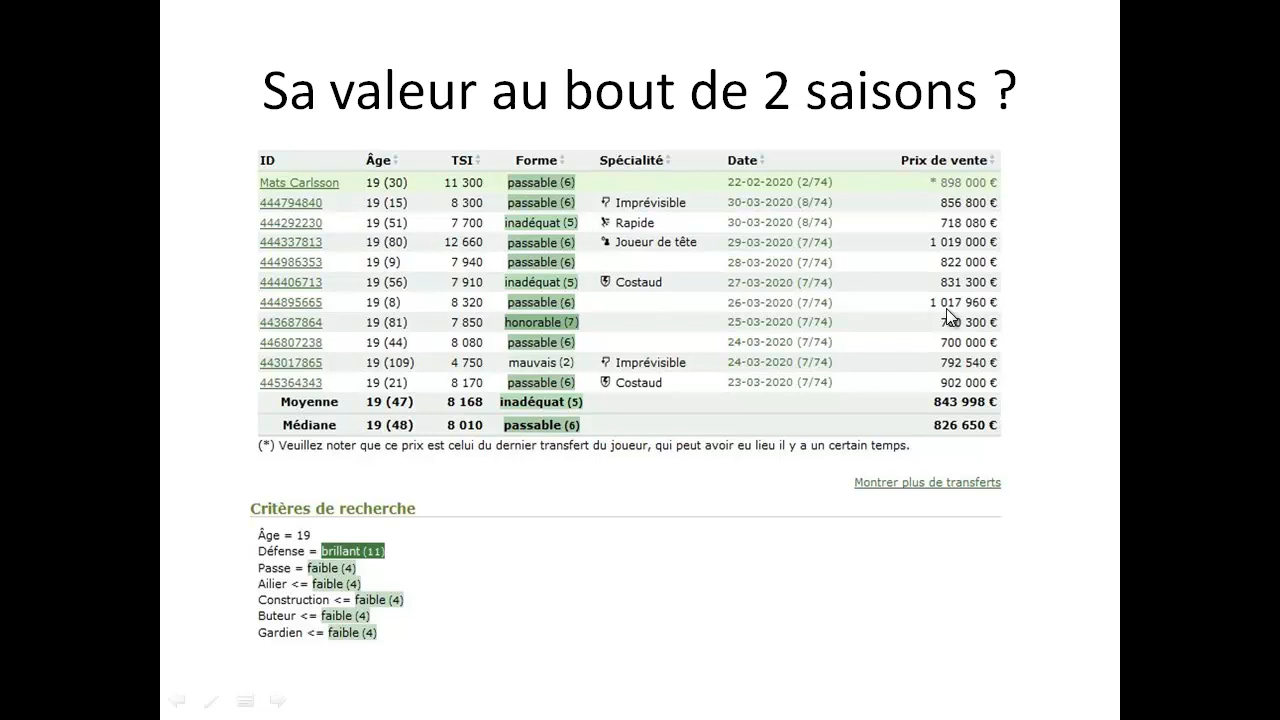 Sa valeur au bout de 2 saisons ?
ID Âge TSI Forme Spécialité Date Prix de vente
Mats Carlsson 19 (30) 11 300 passable (6) 22-02-2020 (2/74) * 898 000 €
444794840 19 (15) 8 300 passable (6) Imprévisible 30-03-2020 (8/74) 856 800 €
444292230 19 (51) 7 700 inadéquat (5) Rapide 30-03-2020 (8/74) 718 080 €
444337813 19 (80) 12 660 passable (6) Joueur de tête 29-03-2020 (7/74) 1 019 000 €
444986353 19 (9) 7 940 passable (6) 28-03-2020 (7/74) 822 000 €
444406713 19 (56) 7 910 inadéquat (5) Costaud 27-03-2020 (7/74) 831 300 €
444895665 19 (8) 8 320 passable (6) 26-03-2020 (7/74) 1 017 960 €
443687864 19 (81) 7 850 honorable (7) 25-03-2020 (7/74) 300 €
446807238 19 (44) 8 080 passable (6) 24-03-2020 (7/74) 700 000 €
443017865 19 (109) 4 750 mauvais (2) Imprévisible 24-03-2020 (7/74) 792 540 €
445364343 19 (21) 8 170 passable (6) Costaud 23-03-2020 (7/74) 902 000 €
Moyenne 19 (47) 8 168 inadéquat (5) 843 998 €
Médiane 19 (48) 8 010 passable (6) 826 650 €
(*) Veuillez noter que ce prix est celui du dernier transfert du joueur, qui peut avoir eu lieu il y a un certain temps.
Montrer plus de transferts
Critères de recherche
Âge = 19
Défense = brillant (11)
Passe = faible (4)
Ailier <= faible (4)
Construction <= faible (4)
Buteur <= faible (4)
Gardien <= faible (4)